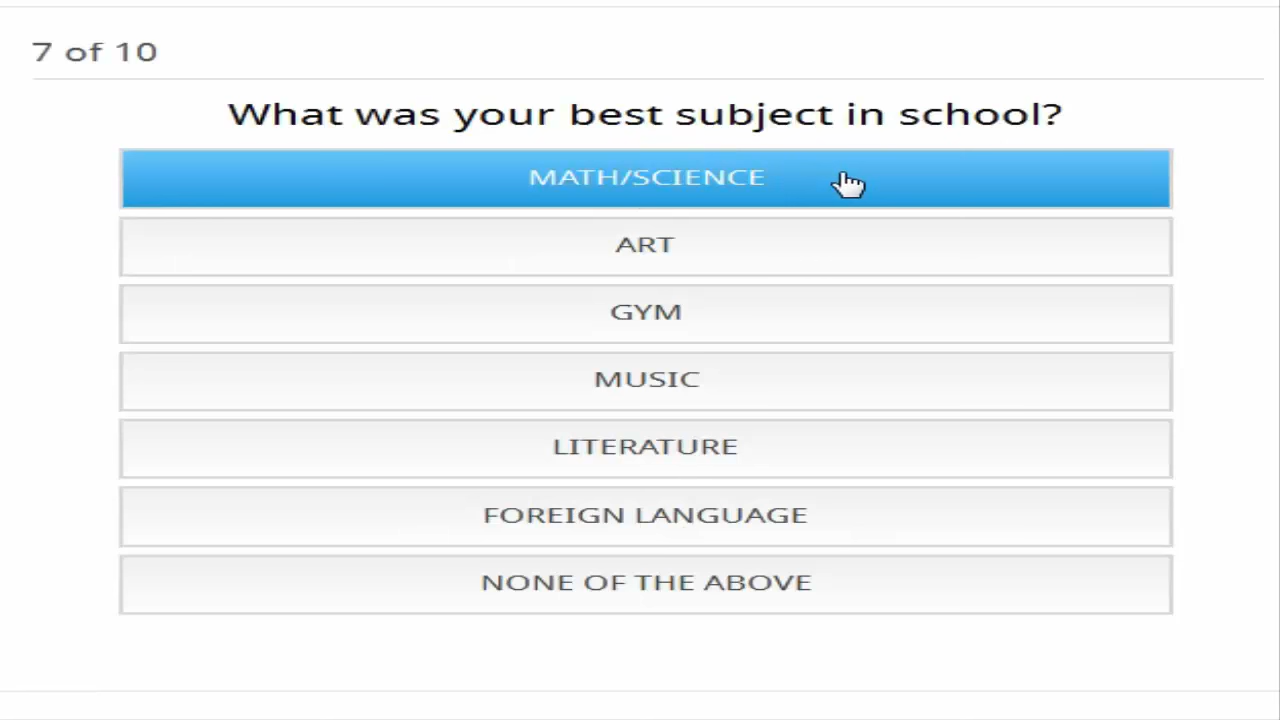 7 of 10
What was your best subject in school?
MATH/SCIENCE
ART
GYM
MUSIC
LITERATURE
FOREIGN LANGUAGE
NONE OF THE ABOVE